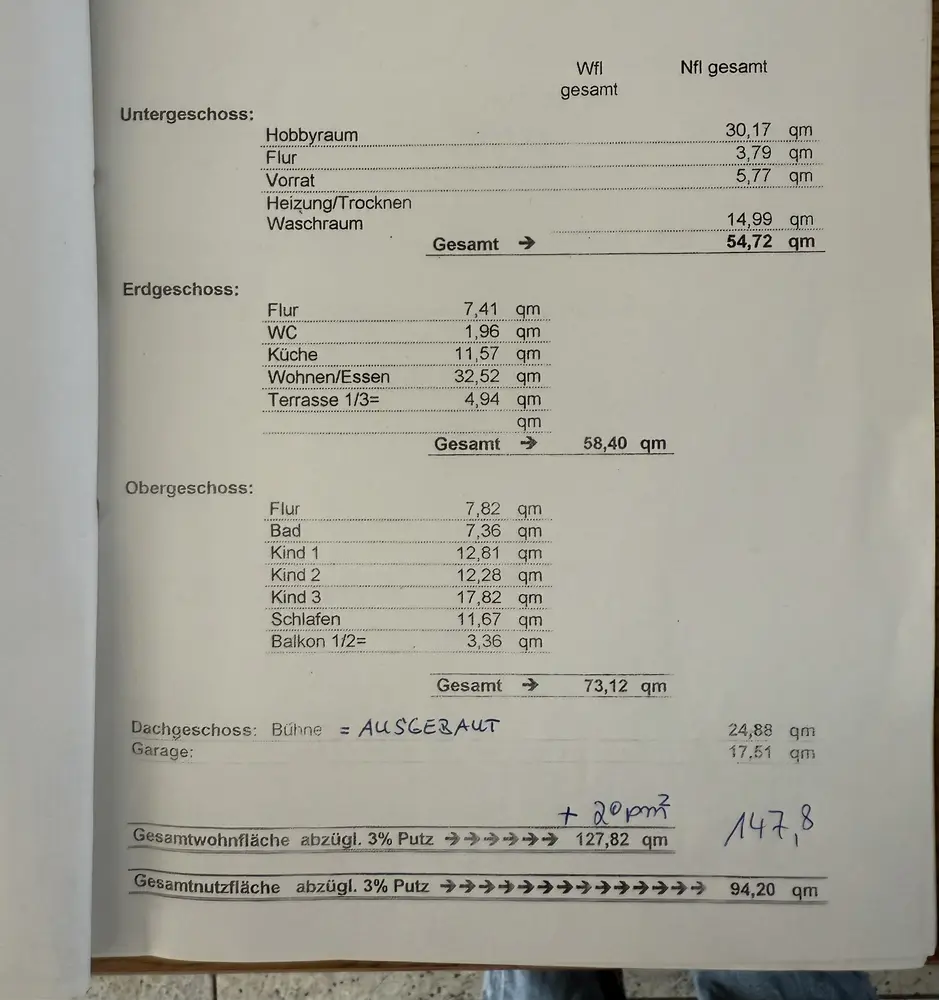 Wfl gesamt Nfl gesamt
Untergeschoss:
Hobbyraum 30,17 qm
Flur 3,79 qm
Vorrat 5,77 qm
Heizung/Trocknen
Waschraum 14,99 qm
Gesamt → 54,72 qm
Erdgeschoss:
Flur 7,41 qm
WC 1,96 qm
Küche 11,57 qm
Wohnen/Essen 32,52 qm
Terrasse 1/3= 4,94 qm
qm
Gesamt → 58,40 qm
Obergeschoss:
Flur 7,82 qm
Bad 7,36 qm
Kind 1 12,81 qm
Kind 2 12,28 qm
Kind 3 17,82 qm
Schlafen 11,67 qm
Balkon 1/2= 3,36 qm
Gesamt → 73,12 qm
Dachgeschoss: Bühne = AUSGEBAUT 24,88 qm
Garage: 17,51 qm
+ 20 qm² 147,8
Gesamtwohnfläche abzügl. 3% Putz →→→→→→ 127,82 qm
Gesamtnutzfläche abzügl. 3% Putz →→→→→→→→→→→→→→ 94,20 qm